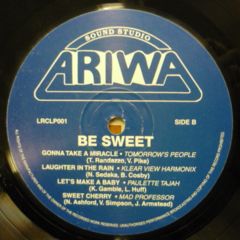 SOUND STUDIO
ARIWA
LRCLP001
SIDE B
BE SWEET
GONNA TAKE A MIRACLE • TOMORROW'S PEOPLE
(T. Randazzo, V. Pike)
LAUGHTER IN THE RAIN • KLEAR VIEW HARMONIX
(N. Sedaka, B. Cosby)
LET'S MAKE A BABY • PAULETTE TAJAH
(K. Gamble, L. Huff)
SWEET CHERRY • MAD PROFESSOR
(N. Ashford, V. Simpson, J. Armstead)